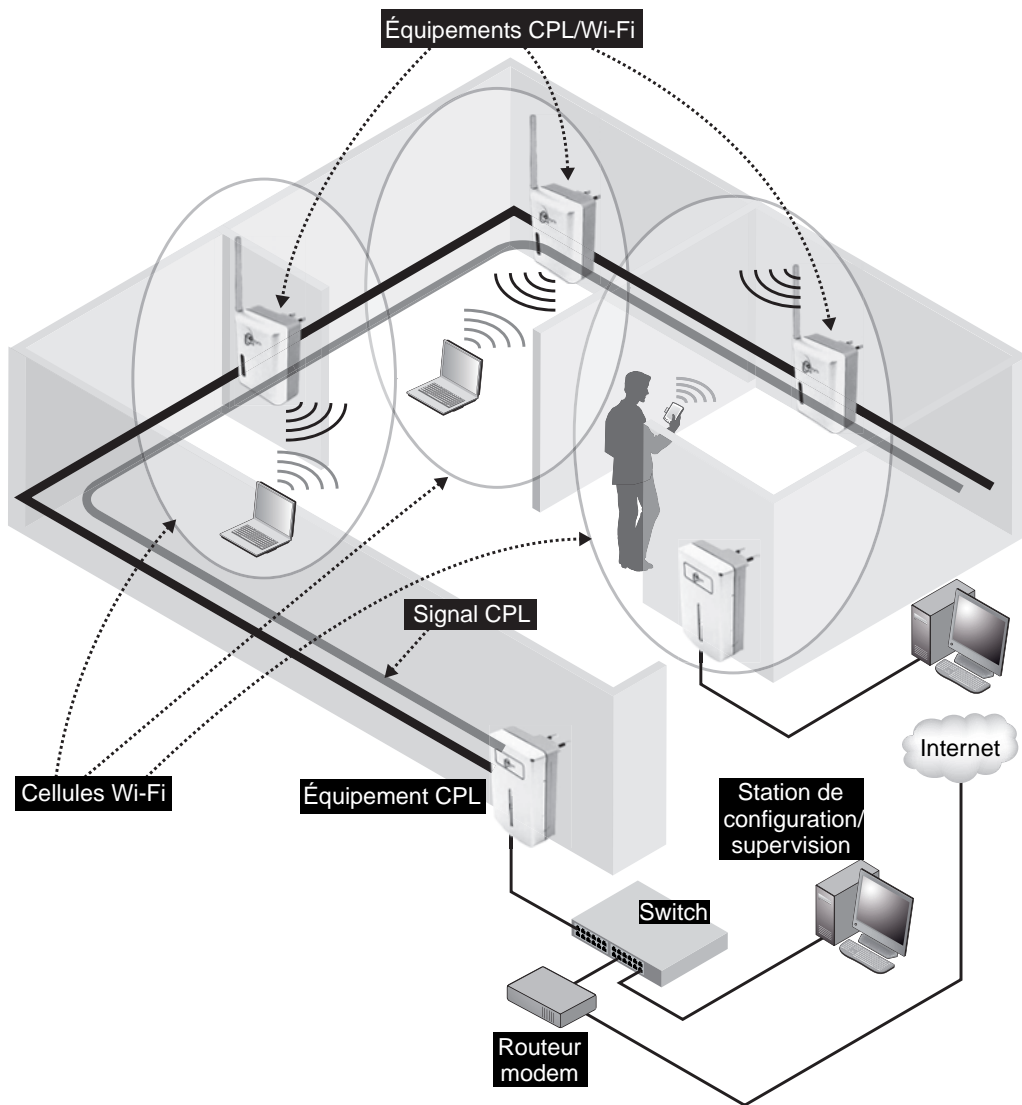 Équipements CPL/Wi-Fi
Signal CPL
Cellules Wi-Fi
Équipement CPL
Internet
Station de
configuration/
supervision
Switch
Routeur
modem